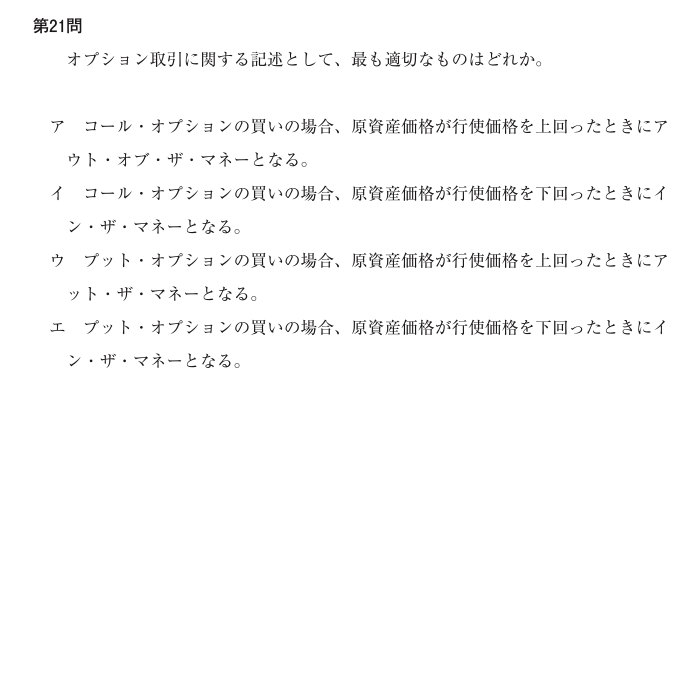 第21問
オプション取引に関する記述として、最も適切なものはどれか。
ア　コール・オプションの買いの場合、原資産価格が行使価格を上回ったときにア
ウト・オブ・ザ・マネーとなる。
イ　コール・オプションの買いの場合、原資産価格が行使価格を下回ったときにイ
ン・ザ・マネーとなる。
ウ　プット・オプションの買いの場合、原資産価格が行使価格を上回ったときにア
ット・ザ・マネーとなる。
エ　プット・オプションの買いの場合、原資産価格が行使価格を下回ったときにイ
ン・ザ・マネーとなる。